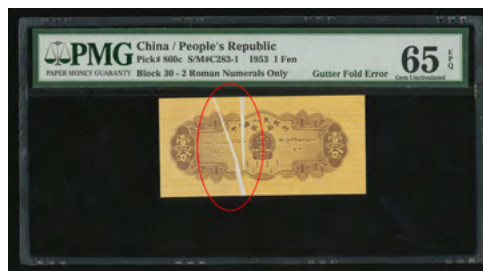 PMG
PAPER MONEY GUARANTY
China / People's Republic
Pick# 860c S/M#C283-1 1953 1 Fen
Block 30 - 2 Roman Numerals Only
Gutter Fold Error
65 EPQ
Gem Uncirculated